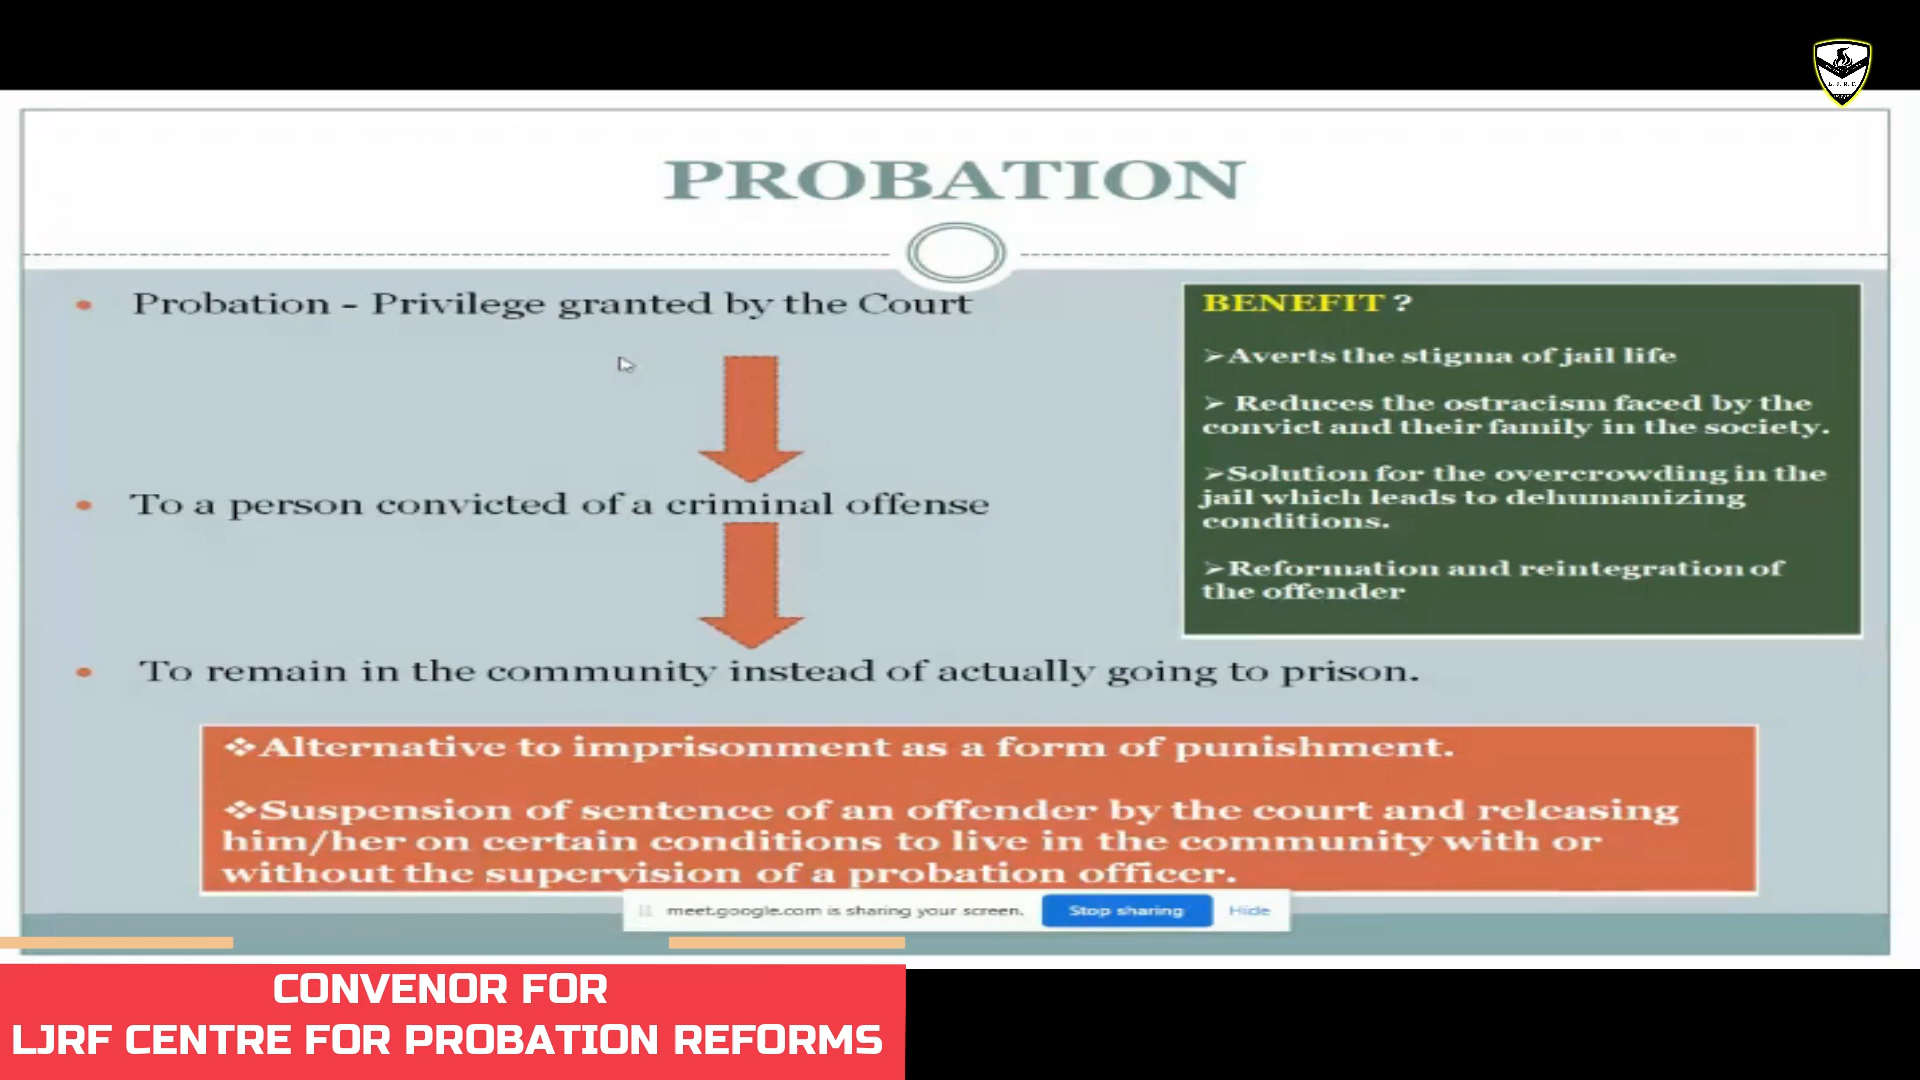 PROBATION
Probation - Privilege granted by the Court
To a person convicted of a criminal offense
To remain in the community instead of actually going to prison.
BENEFIT ?
➢Averts the stigma of jail life
➢ Reduces the ostracism faced by the
convict and their family in the society.
➢Solution for the overcrowding in the
jail which leads to dehumanizing
conditions.
➢Reformation and reintegration of
the offender
❖Alternative to imprisonment as a form of punishment.
❖Suspension of sentence of an offender by the court and releasing
him/her on certain conditions to live in the community with or
without the supervision of a probation officer.
meet.google.com is sharing your screen. Stop sharing Hide
CONVENOR FOR
LJRF CENTRE FOR PROBATION REFORMS